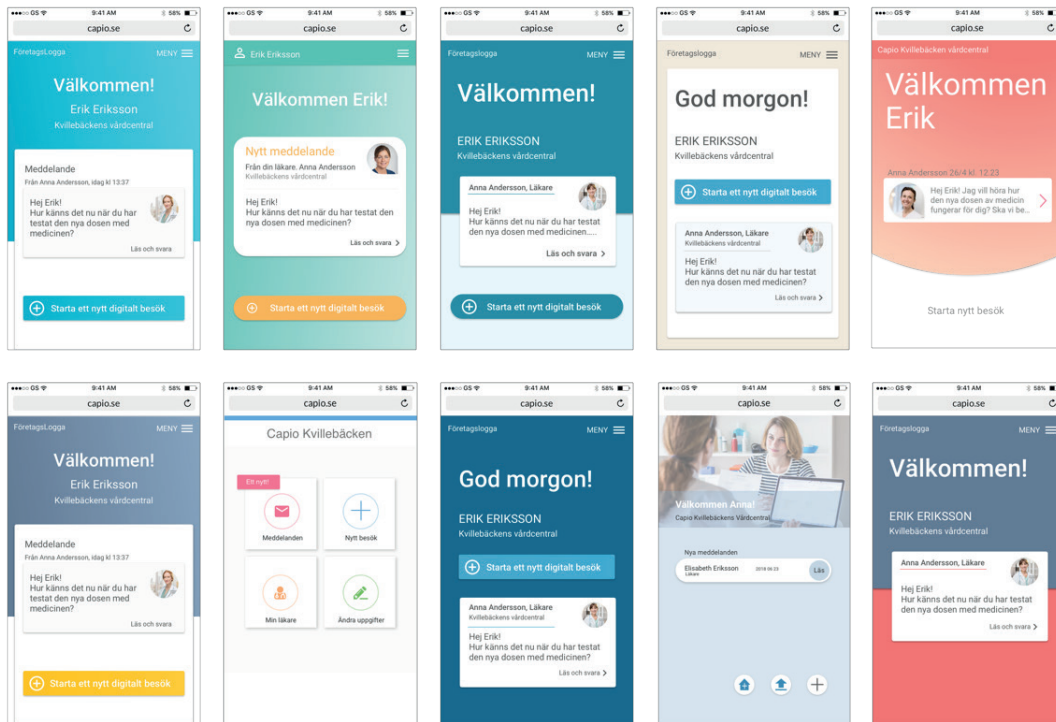 GS 9:41 AM 58%
capio.se
FöretagsLogga MENY
Välkommen!
Erik Eriksson
Kvillebäckens vårdcentral
Meddelande
Från Anna Andersson, idag kl 13:37
Hej Erik!
Hur känns det nu när du har
testat den nya dosen med
medicinen?
Läs och svara
Starta ett nytt digitalt besök
GS 9:41 AM 58%
capio.se
Erik Eriksson
Välkommen Erik!
Nytt meddelande
Från din läkare, Anna Andersson
Kvillebäckens vårdcentral
Hej Erik!
Hur känns det nu när du har testat den
nya dosen med medicinen?
Läs och svara
Starta ett nytt digitalt besök
GS 9:41 AM 58%
capio.se
Företagslogga MENY
Välkommen!
ERIK ERIKSSON
Kvillebäckens vårdcentral
Anna Andersson, Läkare
Hej Erik!
Hur känns det nu när du har testat
den nya dosen med medicinen.....
Läs och svara
Starta ett nytt digitalt besök
GS 9:41 AM 58%
capio.se
Företagslogga MENY
God morgon!
ERIK ERIKSSON
Kvillebäckens vårdcentral
Starta ett nytt digitalt besök
Anna Andersson, Läkare
Kvillebäckens vårdcentral
Hej Erik!
Hur känns det nu när du har testat
den nya dosen med medicinen?
Läs och svara
GS 9:41 AM 58%
capio.se
Capio Kvillebäcken vårdcentral
Välkommen
Erik
Anna Andersson 26/4 kl: 12:23
Hej Erik! Jag vill höra hur
den nya dosen av medicin
fungerar för dig? Ska vi be...
Starta nytt besök
GS 9:41 AM 58%
capio.se
FöretagsLogga MENY
Välkommen!
Erik Eriksson
Kvillebäckens vårdcentral
Meddelande
Från Anna Andersson, idag kl 13:37
Hej Erik!
Hur känns det nu när du har
testat den nya dosen med
medicinen?
Läs och svara
Starta ett nytt digitalt besök
GS 9:41 AM 58%
capio.se
Capio Kvillebäcken
Ett nytt!
Meddelanden
Nytt besök
Min läkare
Ändra uppgifter
GS 9:41 AM 58%
capio.se
Företagslogga MENY
God morgon!
ERIK ERIKSSON
Kvillebäckens vårdcentral
Starta ett nytt digitalt besök
Anna Andersson, Läkare
Kvillebäckens vårdcentral
Hej Erik!
Hur känns det nu när du har testat
den nya dosen med medicinen?
Läs och svara
GS 9:41 AM 58%
capio.se
Välkommen Anna!
Capio Kvillebäckens Vårdcentral
Nya meddelanden
Elisabeth Eriksson 2018 06 23 Läs
Läkare
GS 9:41 AM 58%
capio.se
Företagslogga MENY
Välkommen!
ERIK ERIKSSON
Kvillebäckens vårdcentral
Anna Andersson, Läkare
Hej Erik!
Hur känns det nu när du har testat
den nya dosen med medicinen?
Läs och svara